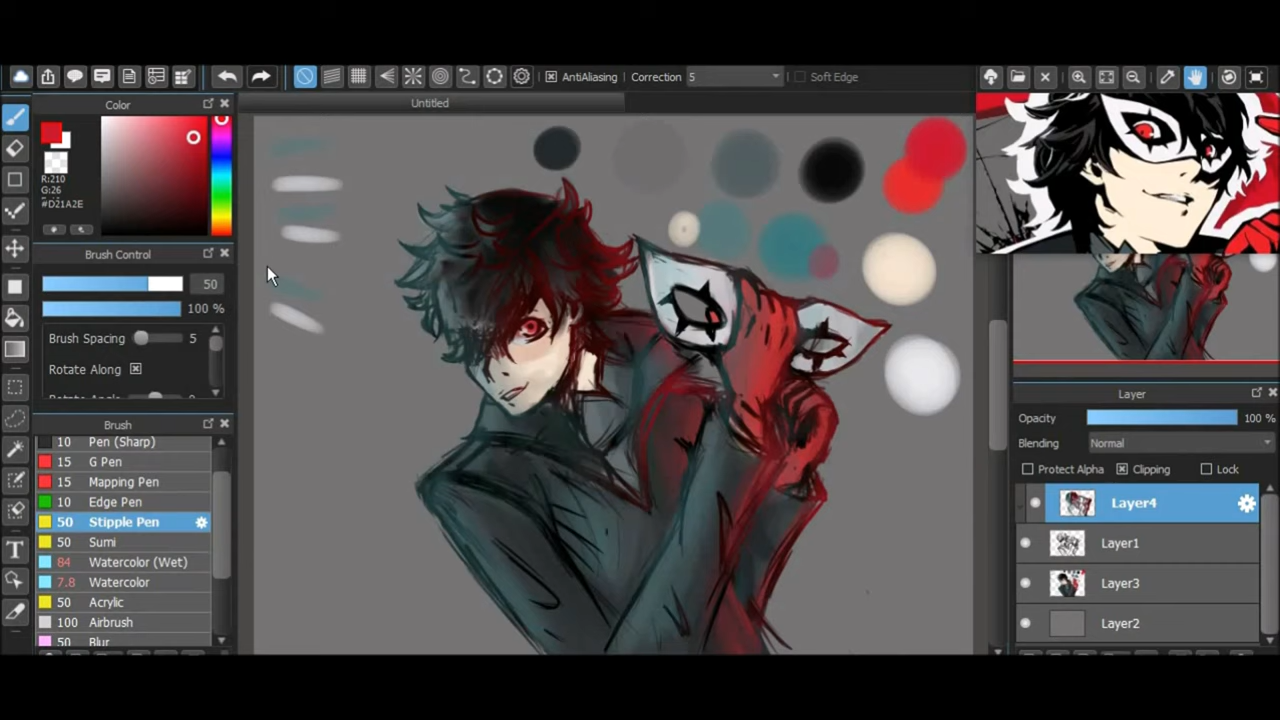 AntiAliasing Correction 5 Soft Edge
Color
Untitled
R:210
G:26
#D21A2E
Brush Control
50
100 %
Brush Spacing 5
Rotate Along
Brush
10 Pen (Sharp)
15 G Pen
15 Mapping Pen
10 Edge Pen
50 Stipple Pen
50 Sumi
84 Watercolor (Wet)
7.8 Watercolor
50 Acrylic
100 Airbrush
50 Blur
T
Layer
Opacity 100 %
Blending Normal
Protect Alpha Clipping Lock
Layer4
Layer1
Layer3
Layer2